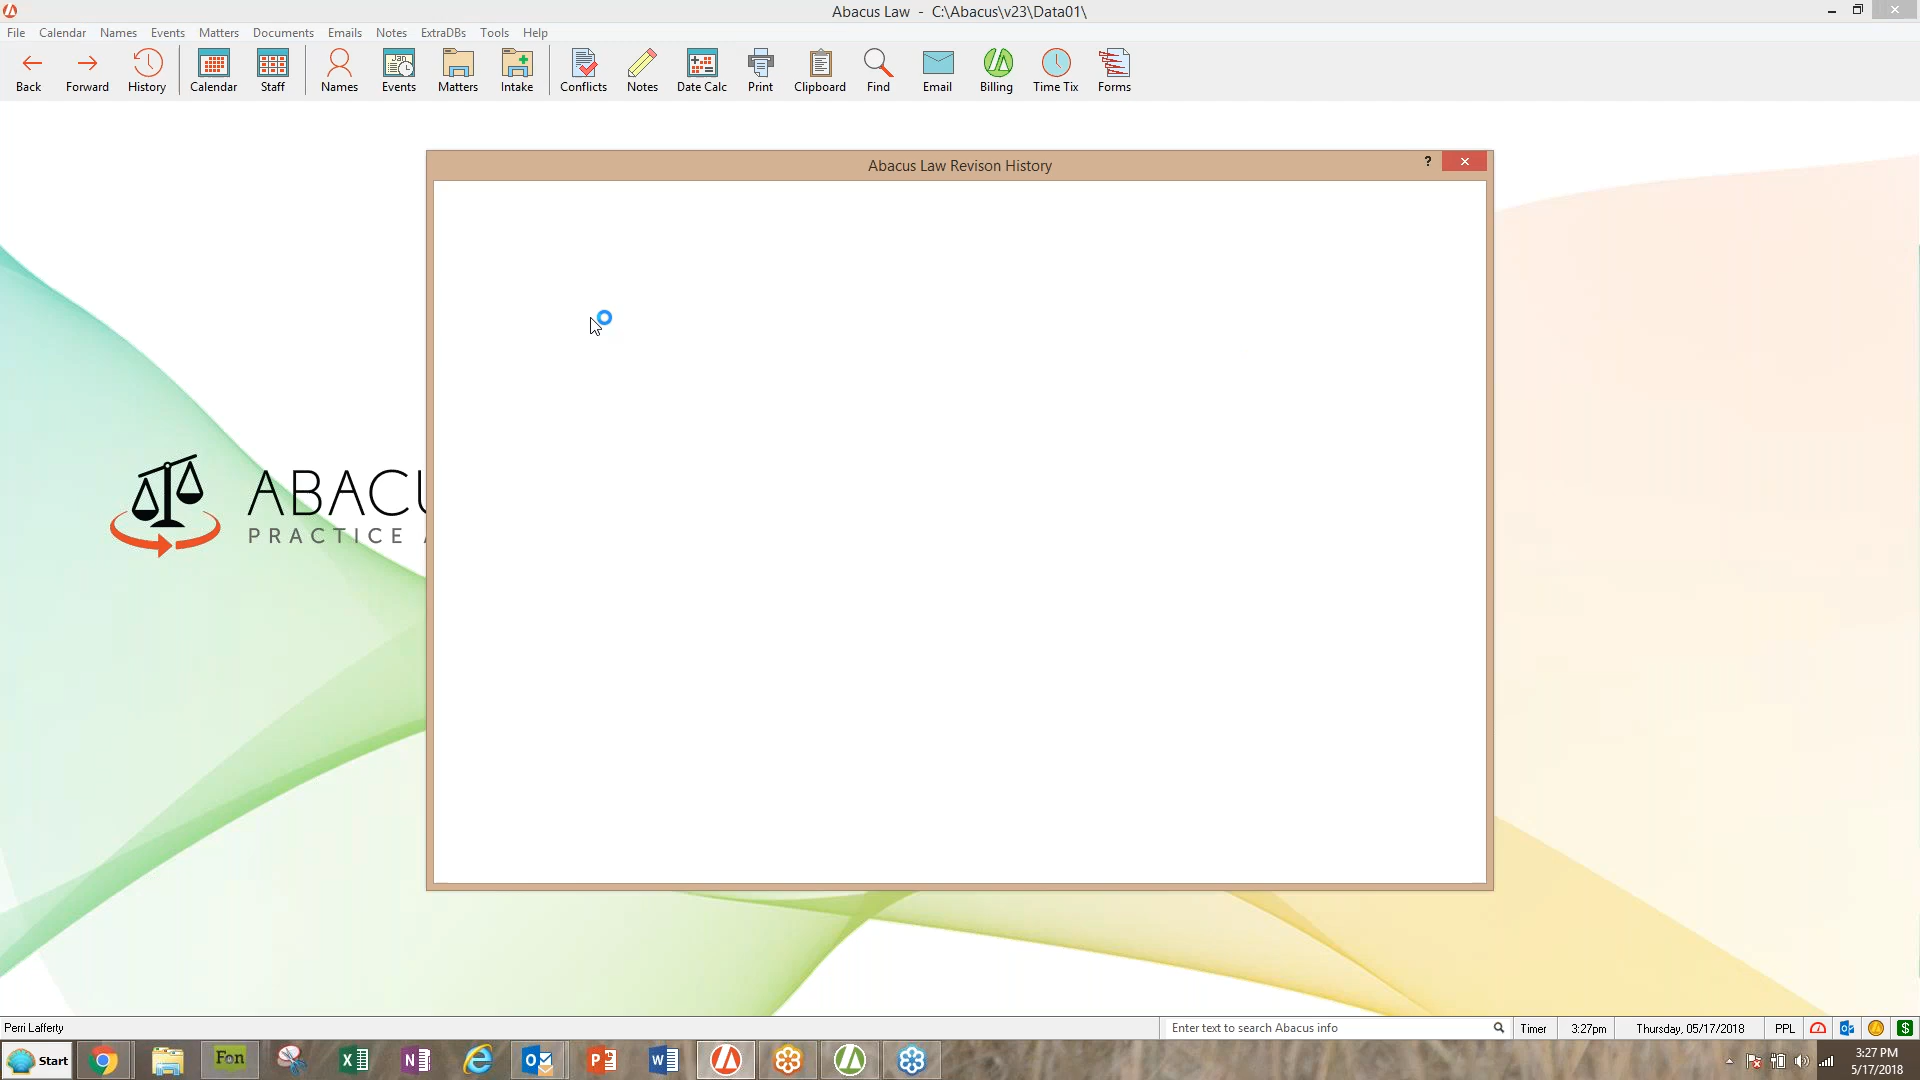 Abacus Law - C:\Abacus\v23\Data01\
File Calendar Names Events Matters Documents Emails Notes ExtraDBs Tools Help
Back Forward History Calendar Staff Names Events Matters Intake Conflicts Notes Date Calc Print Clipboard Find Email Billing Time Tix Forms
Abacus Law Revison History
?
ABACU
PRACTICE
Perri Lafferty
Enter text to search Abacus info
Timer 3:27pm Thursday, 05/17/2018 PPL
Start
Fon
3:27 PM
5/17/2018